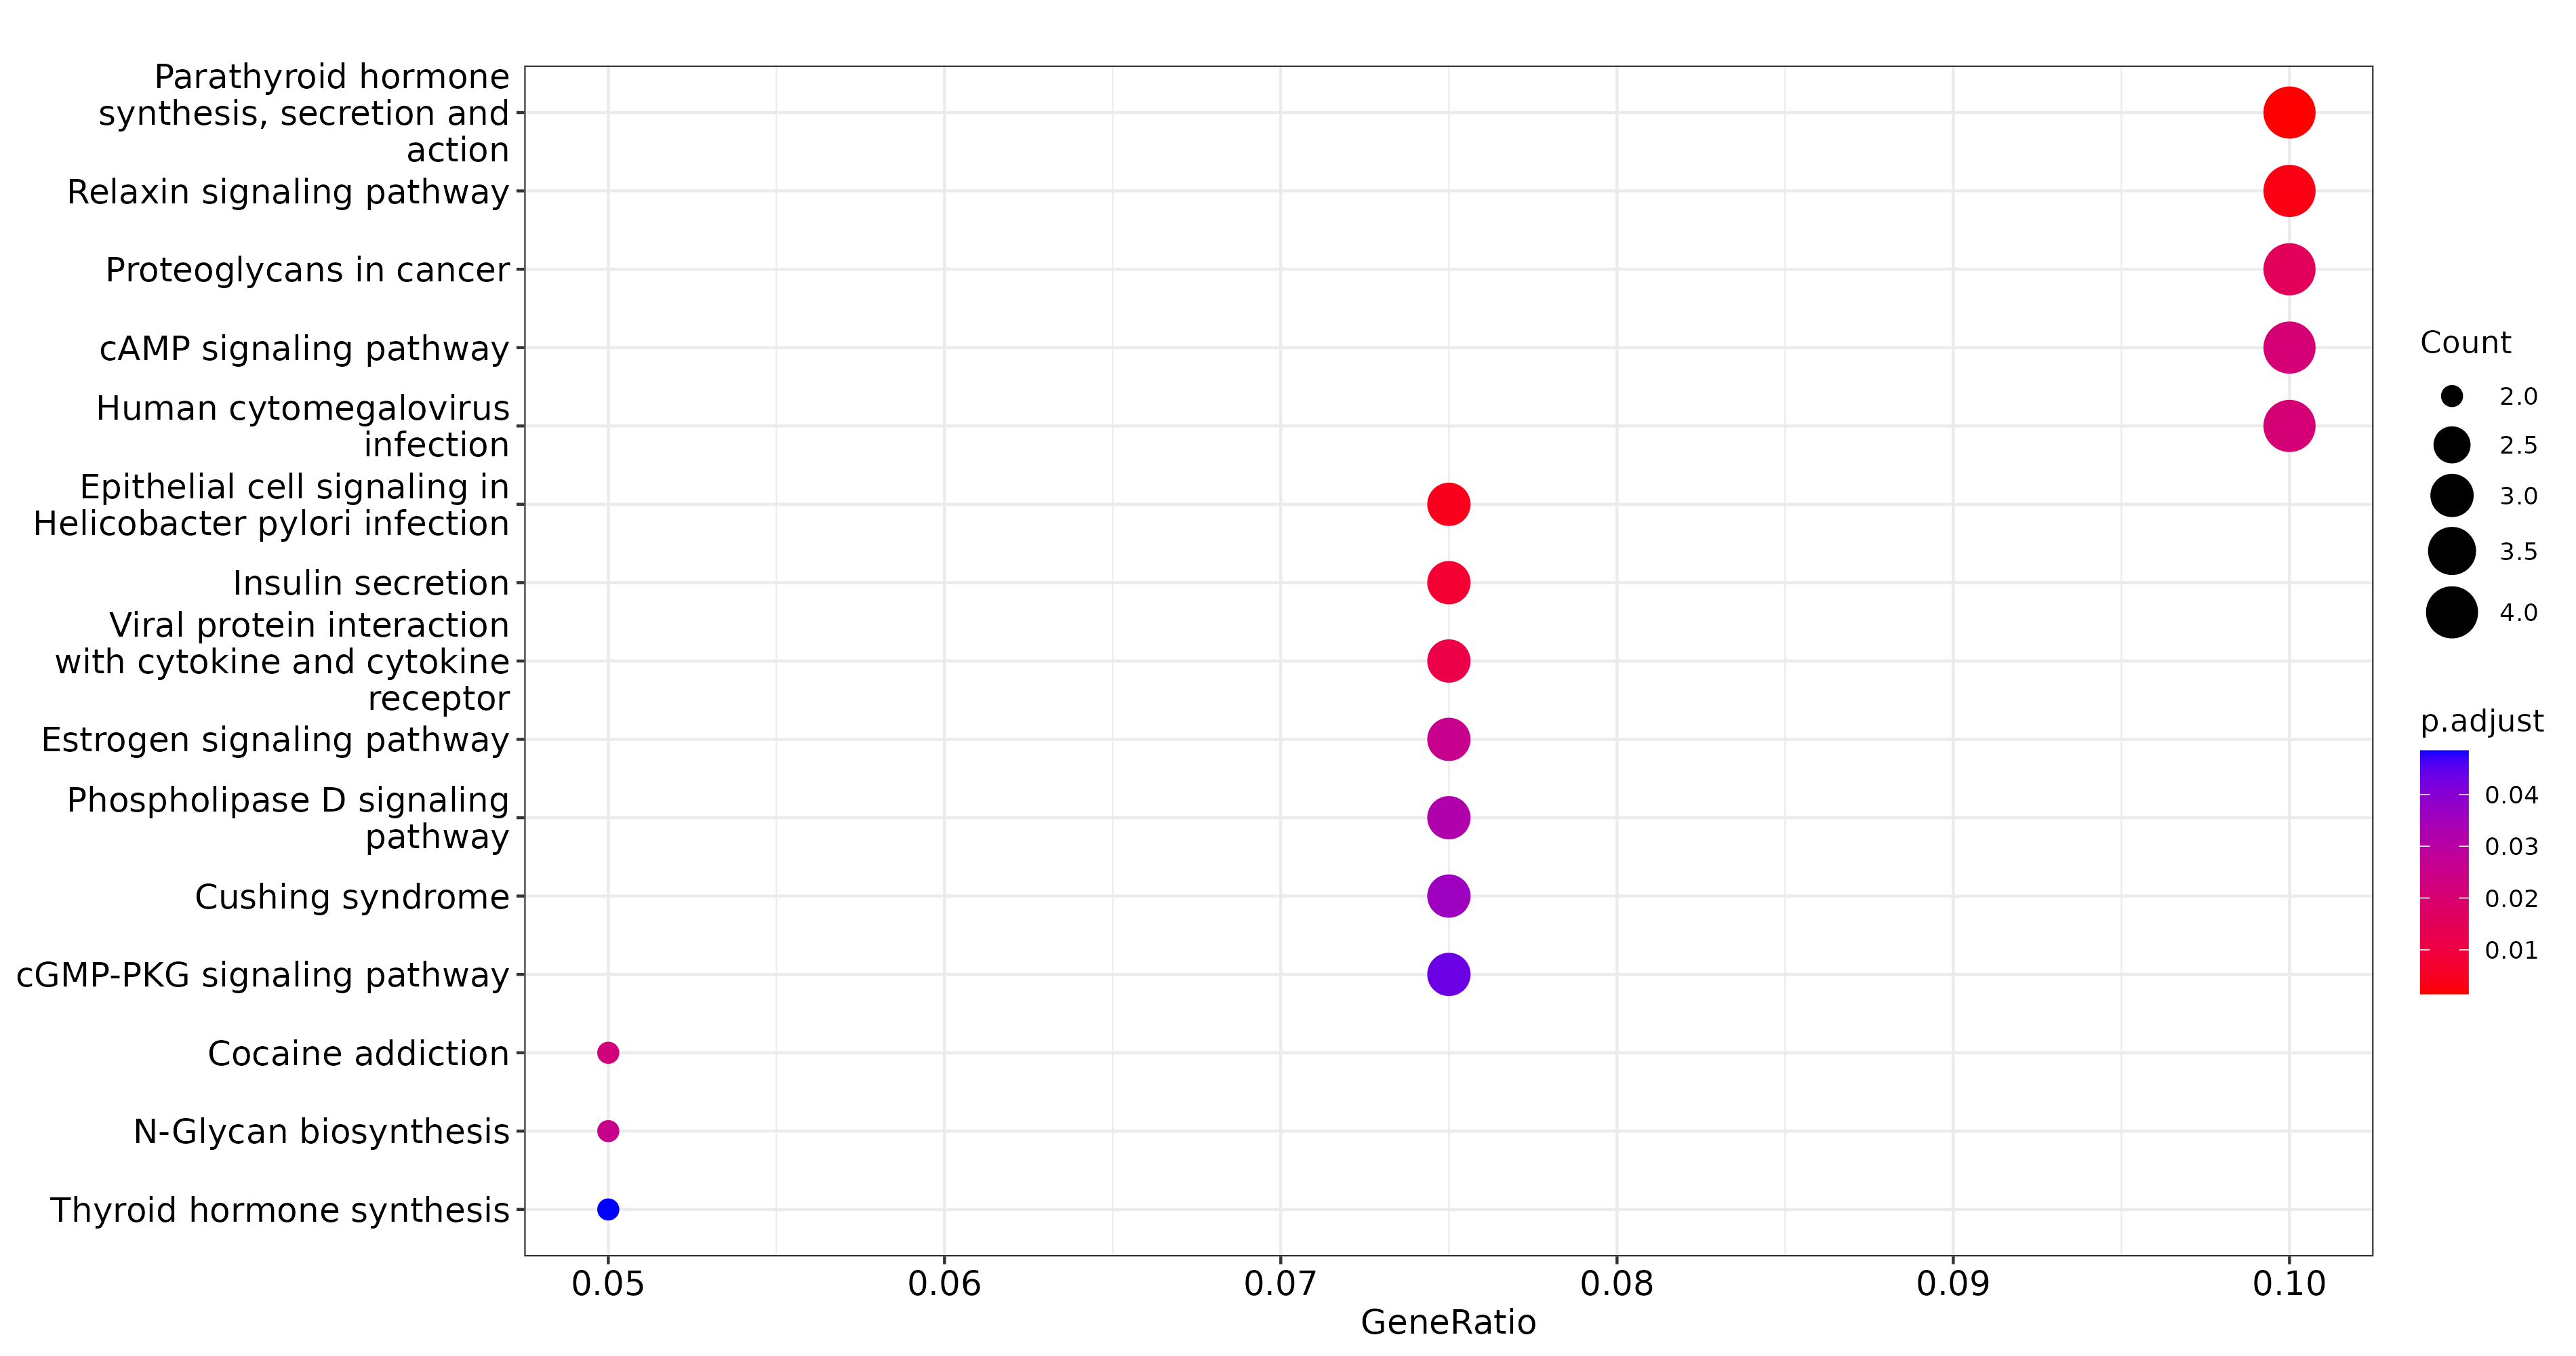 Parathyroid hormone
synthesis, secretion and
action
Relaxin signaling pathway
Proteoglycans in cancer
cAMP signaling pathway
Human cytomegalovirus
infection
Epithelial cell signaling in
Helicobacter pylori infection
Insulin secretion
Viral protein interaction
with cytokine and cytokine
receptor
Estrogen signaling pathway
Phospholipase D signaling
pathway
Cushing syndrome
cGMP-PKG signaling pathway
Cocaine addiction
N-Glycan biosynthesis
Thyroid hormone synthesis
0.05 0.06 0.07 0.08 0.09 0.10
GeneRatio
Count
2.0
2.5
3.0
3.5
4.0
p.adjust
0.04
0.03
0.02
0.01